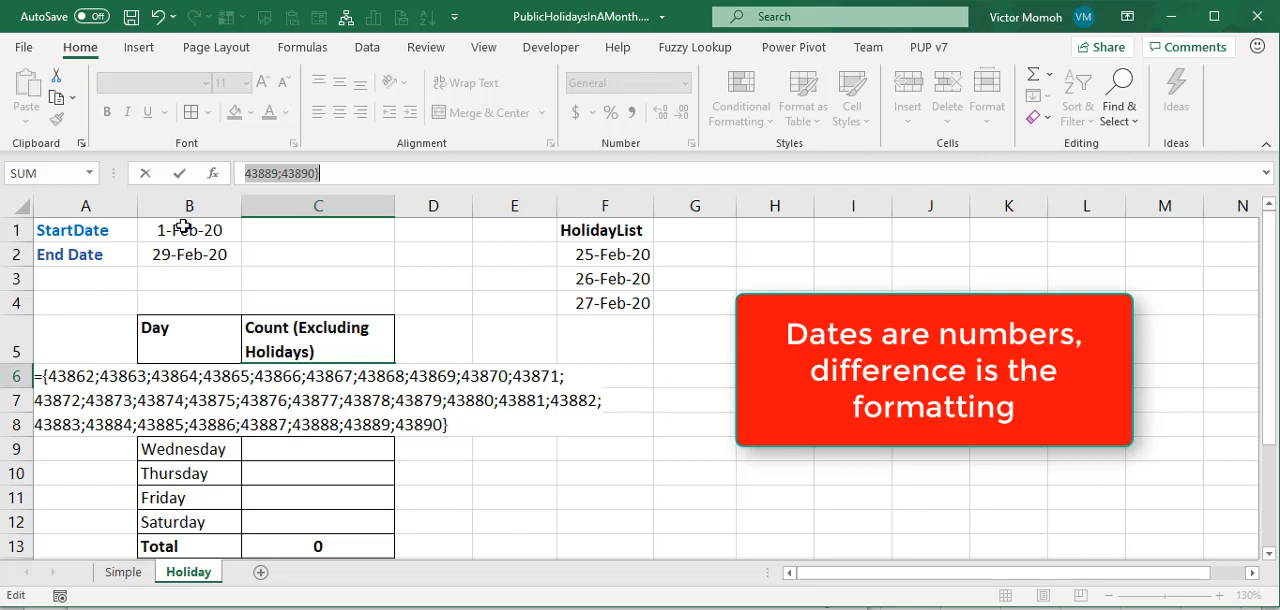 AutoSave Off
PublicHolidaysInAMonth....
Search
Victor Momoh VM
File Home Insert Page Layout Formulas Data Review View Developer Help Fuzzy Lookup Power Pivot Team PUP v7 Share Comments
Paste
11
A A
Wrap Text
General
Conditional Formatting
Format as Table
Cell Styles
Insert
Delete
Format
Sort & Filter
Find & Select
Ideas
B I U
A
Merge & Center
$ % ,
Clipboard Font Alignment Number Styles Cells Editing Ideas
SUM
fx
43889;43890}
A B C D E F G H I J K L M N
1 StartDate 1-Feb-20 HolidayList
2 End Date 29-Feb-20 25-Feb-20
3 26-Feb-20
4 27-Feb-20
Day Count (Excluding
5 Holidays)
6 ={43862;43863;43864;43865;43866;43867;43868;43869;43870;43871;
7 43872;43873;43874;43875;43876;43877;43878;43879;43880;43881;43882;
8 43883;43884;43885;43886;43887;43888;43889;43890}
9 Wednesday
10 Thursday
11 Friday
12 Saturday
13 Total 0
Dates are numbers,
difference is the
formatting
Simple Holiday
Edit
130%